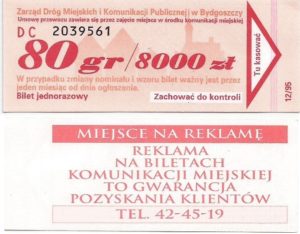 Zarząd Dróg Miejskich i Komunikacji Publicznej w Bydgoszczy
Umowę przewozu zawiera się przez zajęcie miejsca w środku komunikacji miejskiej
DC 2039561
80 gr/8000 zł
W przypadku zmiany nominału i wzoru bilet ważny jest przez
jeden miesiąc od dnia ogłoszenia.
Bilet jednorazowy
Zachować do kontroli
Tu kasować
12/95
MIEJSCE NA REKLAMĘ
REKLAMA
NA BILETACH
KOMUNIKACJI MIEJSKIEJ
TO GWARANCJA
POZYSKANIA KLIENTÓW
TEL. 42-45-19